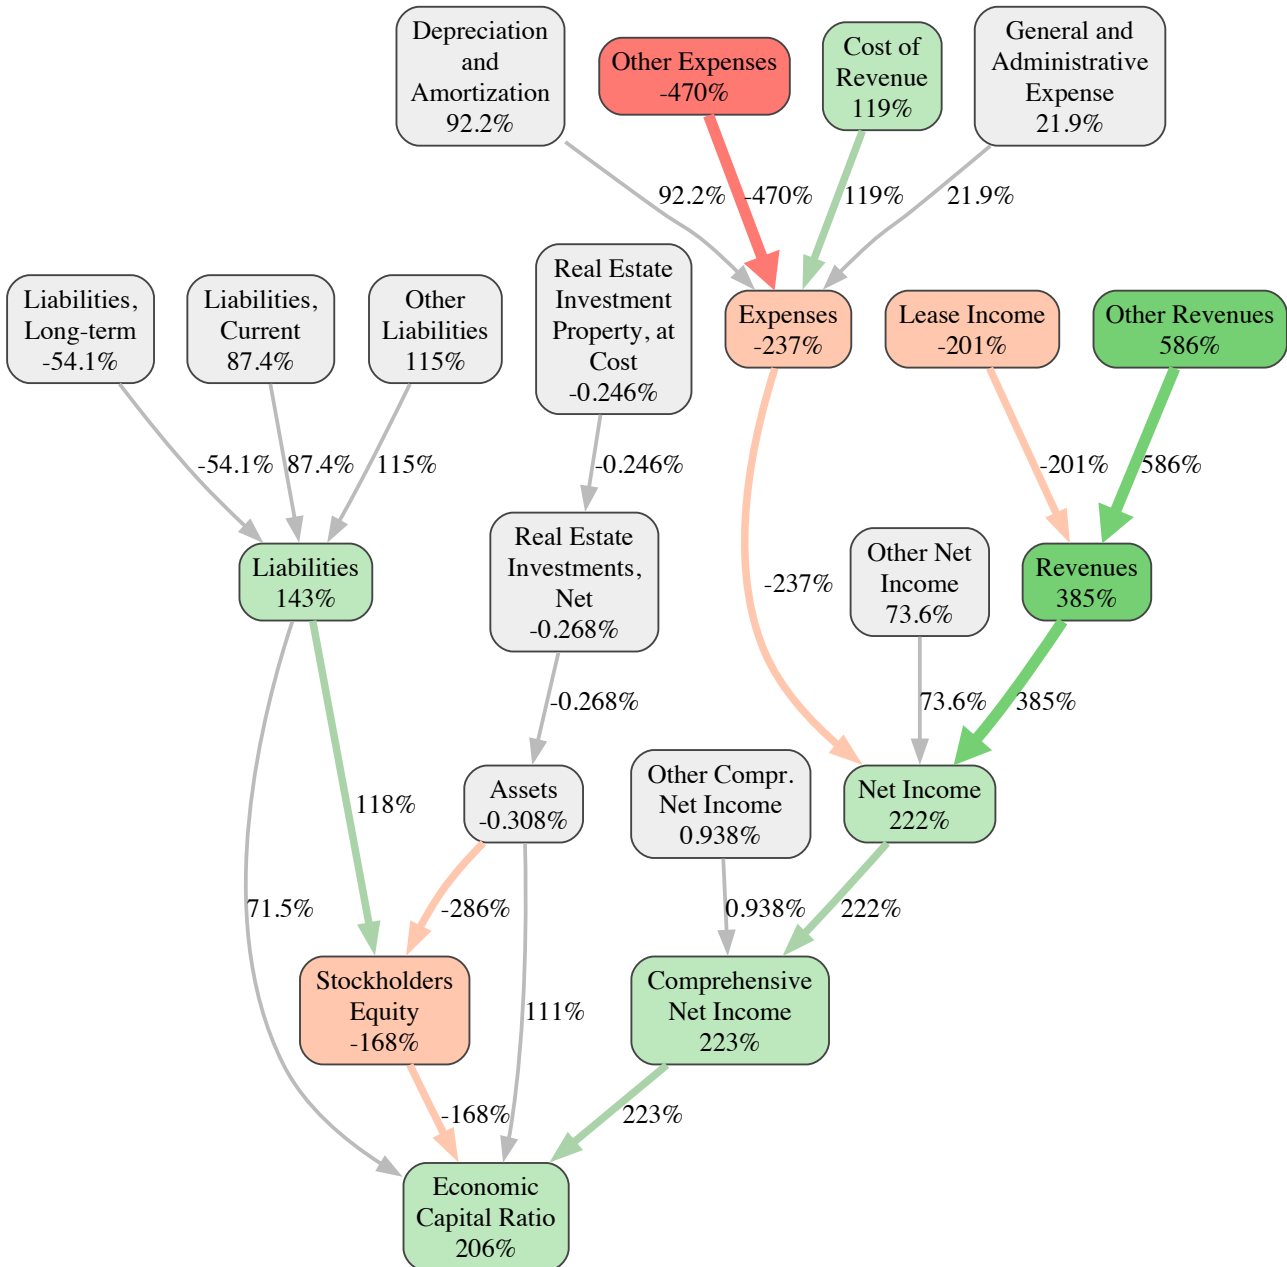 Depreciation
and
Amortization
92.2%
Other Expenses
-470%
Cost of
Revenue
119%
General and
Administrative
Expense
21.9%
92.2%
-470%
119%
21.9%
Liabilities,
Long-term
-54.1%
Liabilities,
Current
87.4%
Other
Liabilities
115%
Real Estate
Investment
Property, at
Cost
-0.246%
Expenses
-237%
Lease Income
-201%
Other Revenues
586%
-54.1%
87.4%
115%
-0.246%
-201%
586%
Liabilities
143%
Real Estate
Investments,
Net
-0.268%
-237%
Other Net
Income
73.6%
Revenues
385%
-0.268%
73.6%
385%
118%
Assets
-0.308%
Other Compr.
Net Income
0.938%
Net Income
222%
71.5%
-286%
0.938%
222%
Stockholders
Equity
-168%
111%
Comprehensive
Net Income
223%
-168%
223%
Economic
Capital Ratio
206%